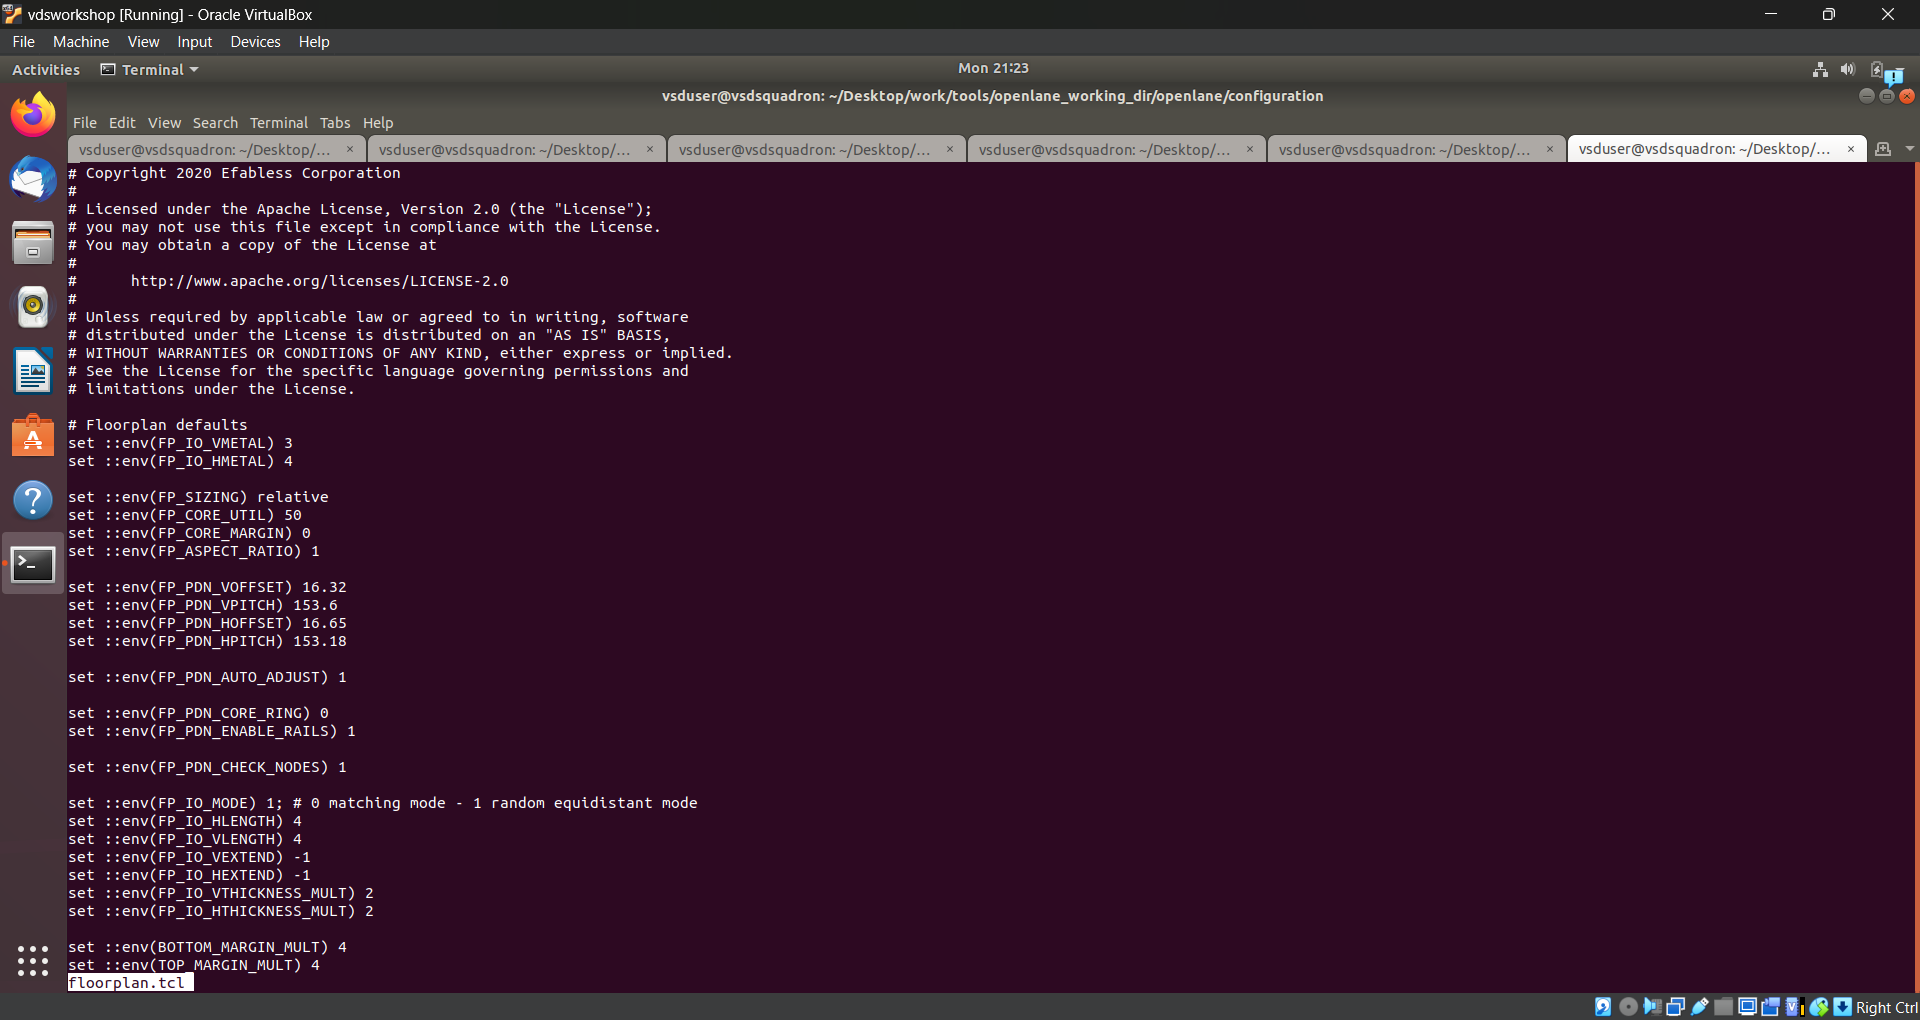 vdsworkshop [Running] - Oracle VirtualBox
File Machine View Input Devices Help
Activities Terminal Mon 21:23
vsduser@vsdsquadron: ~/Desktop/work/tools/openlane_working_dir/openlane/configuration
File Edit View Search Terminal Tabs Help
vsduser@vsdsquadron: ~/Desktop/... × vsduser@vsdsquadron: ~/Desktop/... × vsduser@vsdsquadron: ~/Desktop/... × vsduser@vsdsquadron: ~/Desktop/... × vsduser@vsdsquadron: ~/Desktop/... × vsduser@vsdsquadron: ~/Desktop/... ×
# Copyright 2020 Efabless Corporation
#
# Licensed under the Apache License, Version 2.0 (the "License");
# you may not use this file except in compliance with the License.
# You may obtain a copy of the License at
#
#      http://www.apache.org/licenses/LICENSE-2.0
#
# Unless required by applicable law or agreed to in writing, software
# distributed under the License is distributed on an "AS IS" BASIS,
# WITHOUT WARRANTIES OR CONDITIONS OF ANY KIND, either express or implied.
# See the License for the specific language governing permissions and
# limitations under the License.

# Floorplan defaults
set ::env(FP_IO_VMETAL) 3
set ::env(FP_IO_HMETAL) 4

set ::env(FP_SIZING) relative
set ::env(FP_CORE_UTIL) 50
set ::env(FP_CORE_MARGIN) 0
set ::env(FP_ASPECT_RATIO) 1

set ::env(FP_PDN_VOFFSET) 16.32
set ::env(FP_PDN_VPITCH) 153.6
set ::env(FP_PDN_HOFFSET) 16.65
set ::env(FP_PDN_HPITCH) 153.18

set ::env(FP_PDN_AUTO_ADJUST) 1

set ::env(FP_PDN_CORE_RING) 0
set ::env(FP_PDN_ENABLE_RAILS) 1

set ::env(FP_PDN_CHECK_NODES) 1

set ::env(FP_IO_MODE) 1; # 0 matching mode - 1 random equidistant mode
set ::env(FP_IO_HLENGTH) 4
set ::env(FP_IO_VLENGTH) 4
set ::env(FP_IO_VEXTEND) -1
set ::env(FP_IO_HEXTEND) -1
set ::env(FP_IO_VTHICKNESS_MULT) 2
set ::env(FP_IO_HTHICKNESS_MULT) 2

set ::env(BOTTOM_MARGIN_MULT) 4
set ::env(TOP_MARGIN_MULT) 4
floorplan.tcl
Right Ctrl